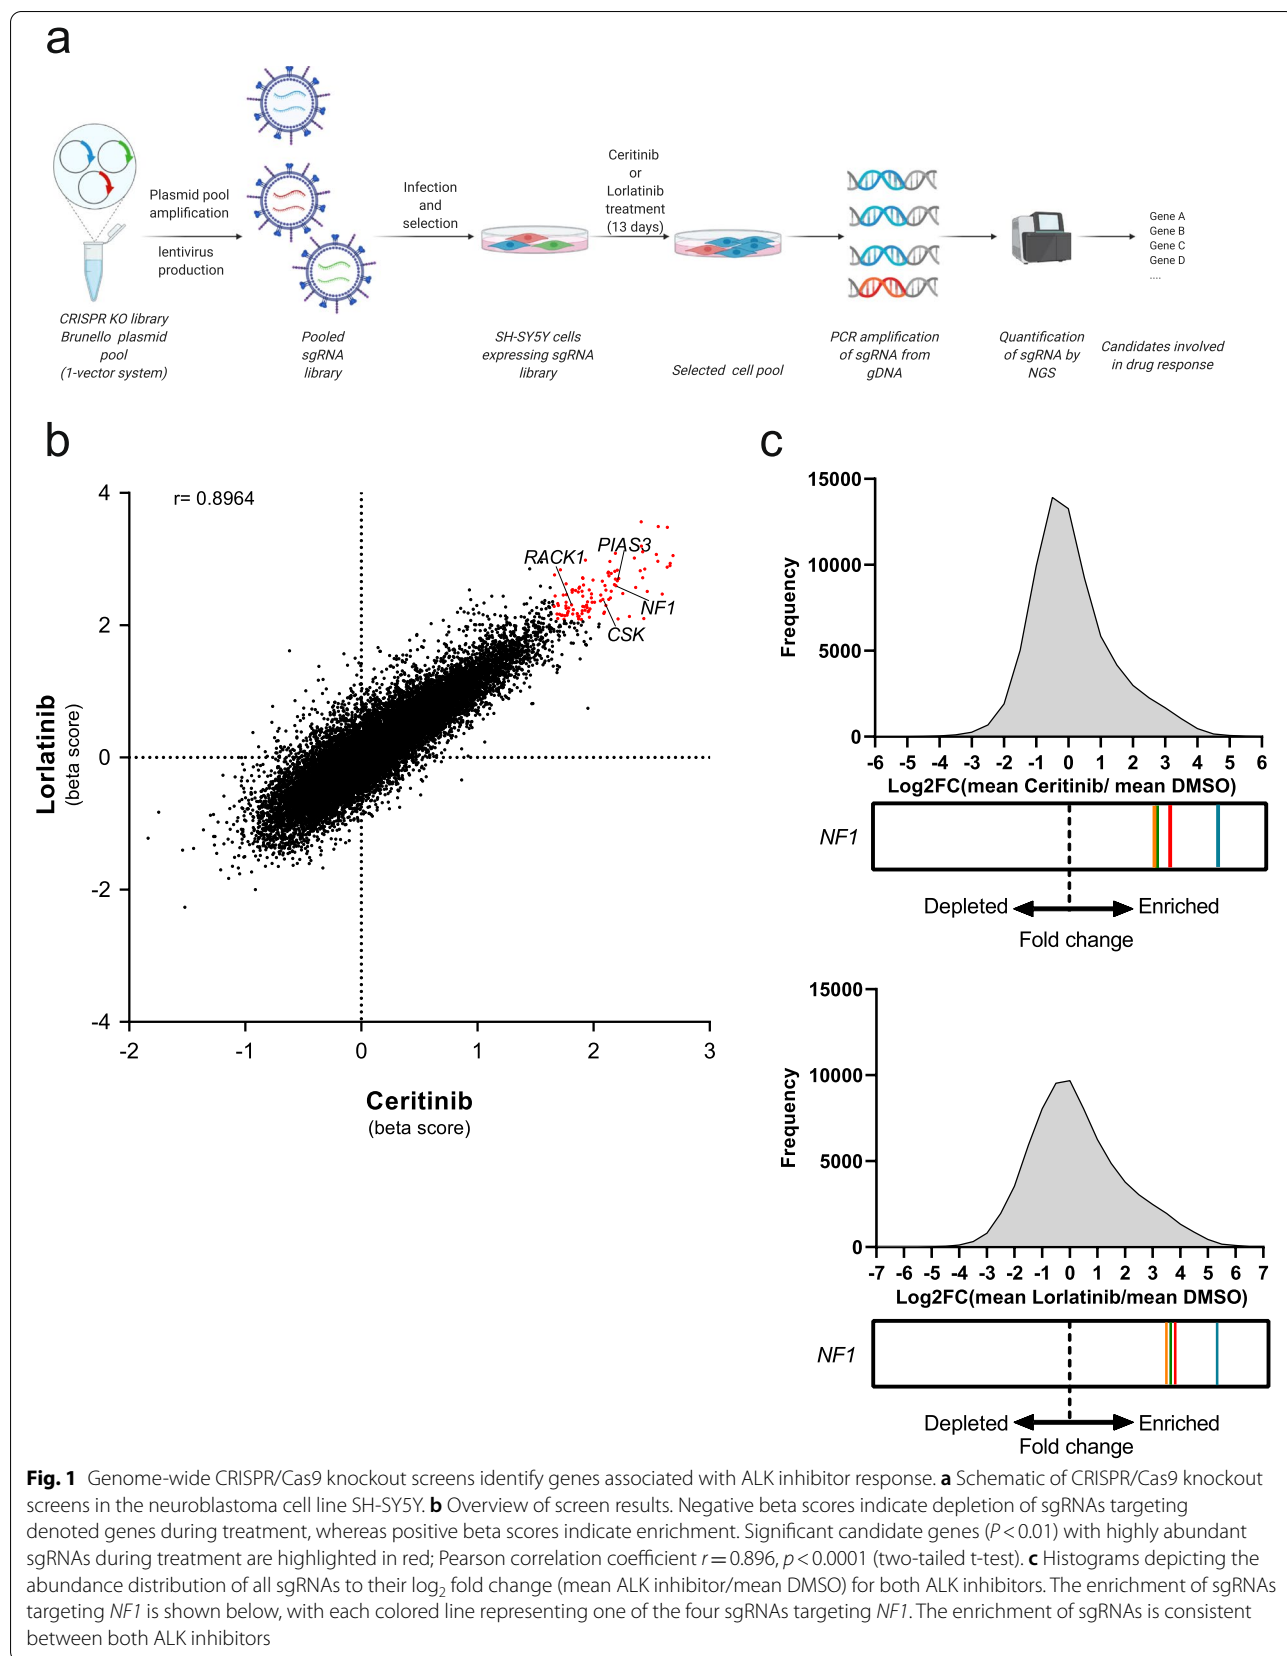 a
Plasmid pool
amplification
lentivirus
production
Infection
and
selection
Ceritinib
or
Lorlatinib
treatment
(13 days)
Gene A
Gene B
Gene C
Gene D
....
CRISPR KO library
Brunello plasmid
pool
(1-vector system)
Pooled
sgRNA
library
SH-SY5Y cells
expressing sgRNA
library
Selected cell pool
PCR amplification
of sgRNA from
gDNA
Quantification
of sgRNA by
NGS
Candidates involved
in drug response
b
r= 0.8964
4
2
0
-2
-4
-2 -1 0 1 2 3
RACK1
PIAS3
NF1
CSK
Lorlatinib
(beta score)
Ceritinib
(beta score)
c
15000
10000
5000
0
Frequency
-6 -5 -4 -3 -2 -1 0 1 2 3 4 5 6
Log2FC(mean Ceritinib/ mean DMSO)
NF1
Depleted Enriched
Fold change
15000
10000
5000
0
Frequency
-7 -6 -5 -4 -3 -2 -1 0 1 2 3 4 5 6 7
Log2FC(mean Lorlatinib/mean DMSO)
NF1
Depleted Enriched
Fold change
Fig. 1 Genome-wide CRISPR/Cas9 knockout screens identify genes associated with ALK inhibitor response. a Schematic of CRISPR/Cas9 knockout
screens in the neuroblastoma cell line SH-SY5Y. b Overview of screen results. Negative beta scores indicate depletion of sgRNAs targeting
denoted genes during treatment, whereas positive beta scores indicate enrichment. Significant candidate genes (P < 0.01) with highly abundant
sgRNAs during treatment are highlighted in red; Pearson correlation coefficient r = 0.896, p < 0.0001 (two-tailed t-test). c Histograms depicting the
abundance distribution of all sgRNAs to their log₂ fold change (mean ALK inhibitor/mean DMSO) for both ALK inhibitors. The enrichment of sgRNAs
targeting NF1 is shown below, with each colored line representing one of the four sgRNAs targeting NF1. The enrichment of sgRNAs is consistent
between both ALK inhibitors